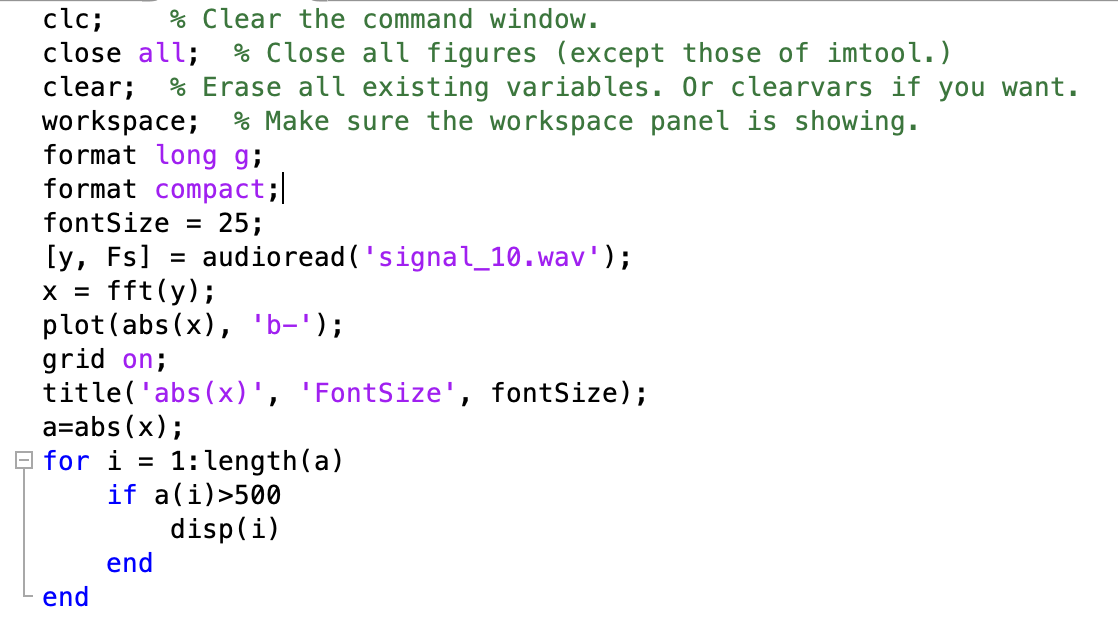 clc;    % Clear the command window.
close all;  % Close all figures (except those of imtool.)
clear;  % Erase all existing variables. Or clearvars if you want.
workspace;  % Make sure the workspace panel is showing.
format long g;
format compact;
fontSize = 25;
[y, Fs] = audioread('signal_10.wav');
x = fft(y);
plot(abs(x), 'b-');
grid on;
title('abs(x)', 'FontSize', fontSize);
a=abs(x);
for i = 1:length(a)
    if a(i)>500
        disp(i)
    end
end